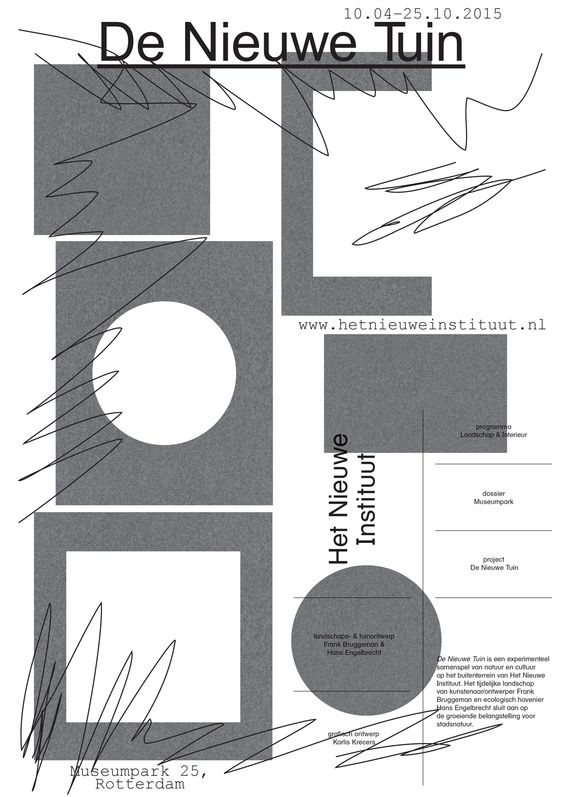 10.04–25.10.2015
De Nieuwe Tuin
www.hetnieuweinstituut.nl
programma
Landschap & Interieur
Het Nieuwe
Instituut
dossier
Museumpark
project
De Nieuwe Tuin
landschaps- & tuinontwerp
Frank Bruggeman &
Hans Engelbrecht
De Nieuwe Tuin is een experimenteel
samenspel van natuur en cultuur
op het buitenterrein van Het Nieuwe
Instituut. Het tijdelijke landschap
van kunstenaar/ontwerper Frank
Bruggeman en ecologisch hovenier
Hans Engelbrecht sluit aan op
de groeiende belangstelling voor
stadsnatuur.
grafisch ontwerp
Karlis Krecers
Museumpark 25,
Rotterdam